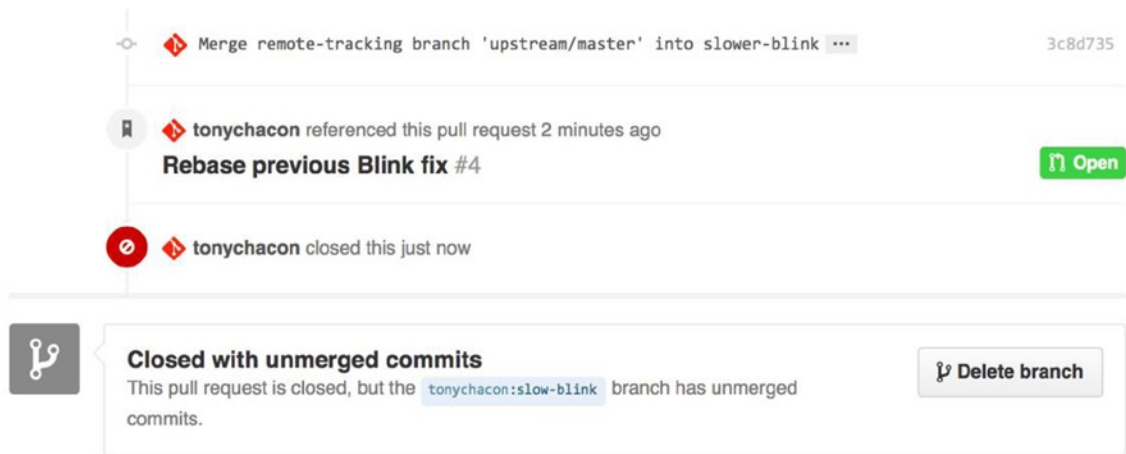 Merge remote-tracking branch 'upstream/master' into slower-blink ... 3c8d735
tonychacon referenced this pull request 2 minutes ago
Rebase previous Blink fix #4 Open
tonychacon closed this just now
Closed with unmerged commits
This pull request is closed, but the tonychacon:slow-blink branch has unmerged
commits.
Delete branch